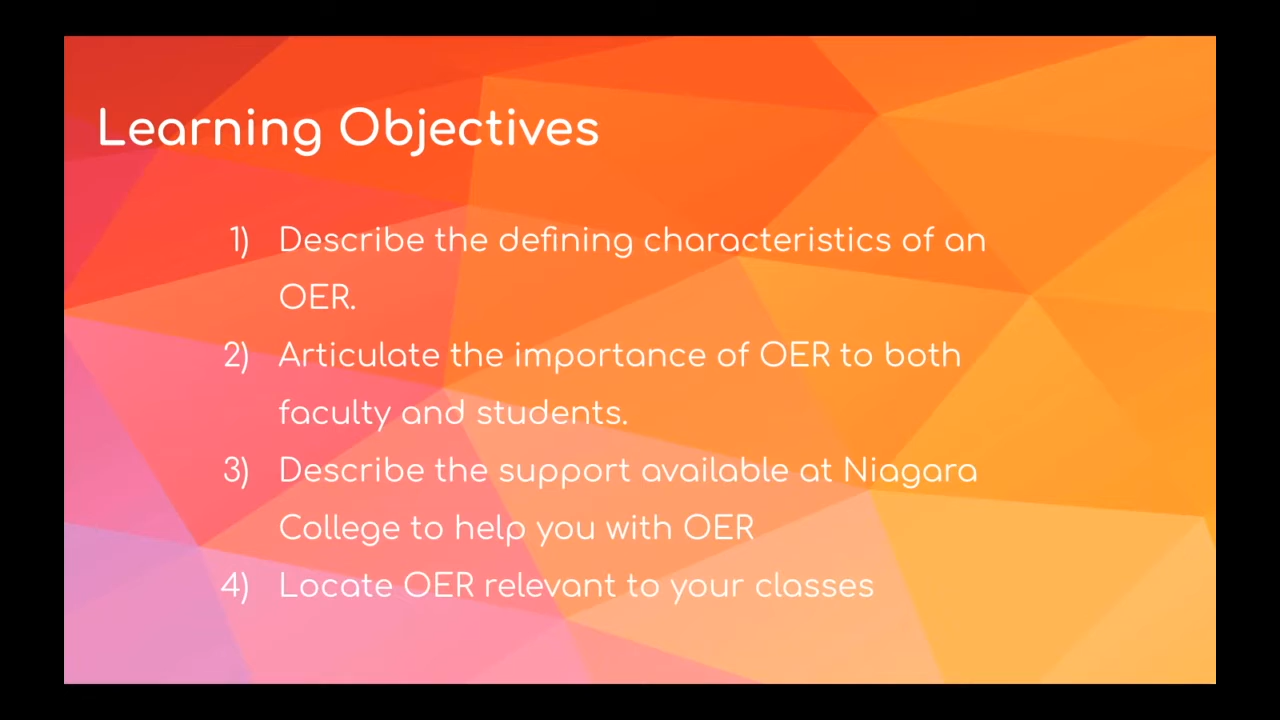 Learning Objectives
1) Describe the defining characteristics of an
OER.
2) Articulate the importance of OER to both
faculty and students.
3) Describe the support available at Niagara
College to help you with OER
4) Locate OER relevant to your classes